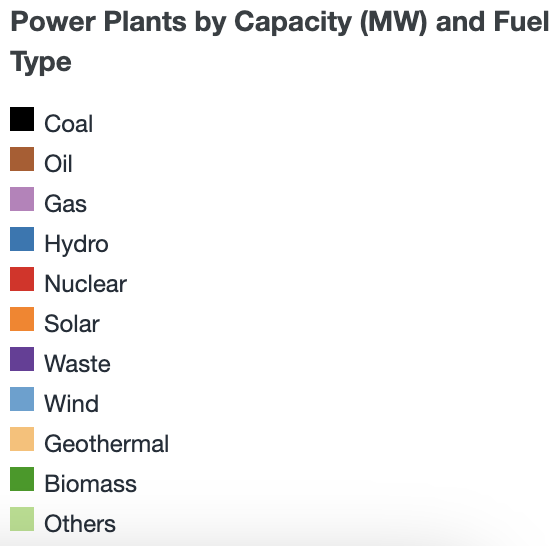 Power Plants by Capacity (MW) and Fuel
Type
Coal
Oil
Gas
Hydro
Nuclear
Solar
Waste
Wind
Geothermal
Biomass
Others